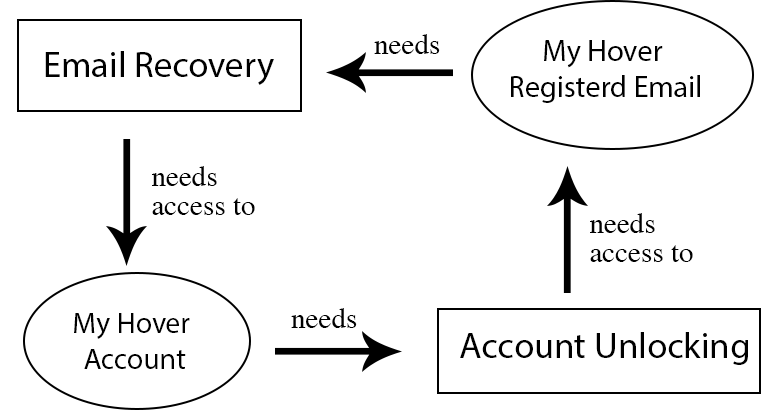 Email Recovery
needs
My Hover
Registerd Email
needs
access to
needs
access to
My Hover
Account
needs
Account Unlocking